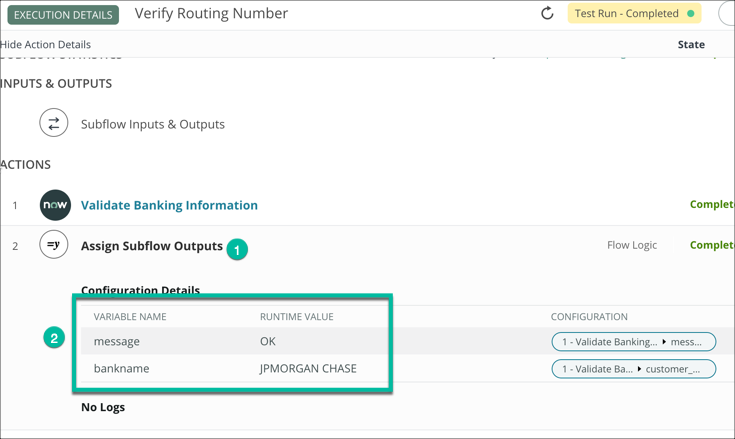 EXECUTION DETAILS Verify Routing Number Test Run - Completed
Hide Action Details State
INPUTS & OUTPUTS
Subflow Inputs & Outputs
ACTIONS
1 now Validate Banking Information Complete
2 =y Assign Subflow Outputs 1 Flow Logic Complete
Configuration Details
VARIABLE NAME RUNTIME VALUE CONFIGURATION
2 message OK 1 - Validate Banking... ▸ mess...
bankname JPMORGAN CHASE 1 - Validate Ba... ▸ customer_...
No Logs